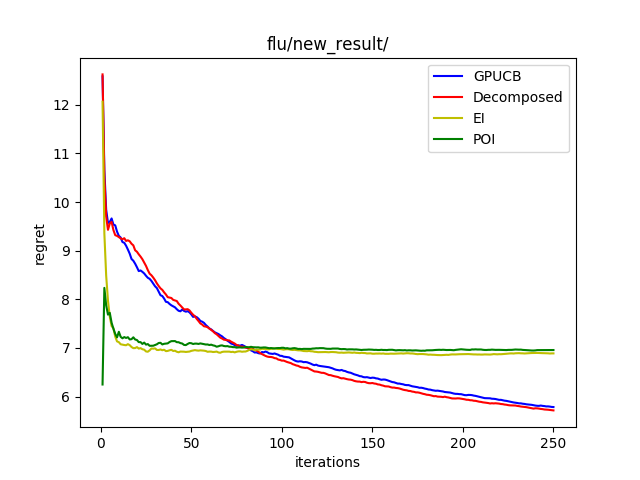 flu/new_result/
GPUCB
Decomposed
EI
POI
regret
12
11
10
9
8
7
6
0
50
100
150
200
250
iterations